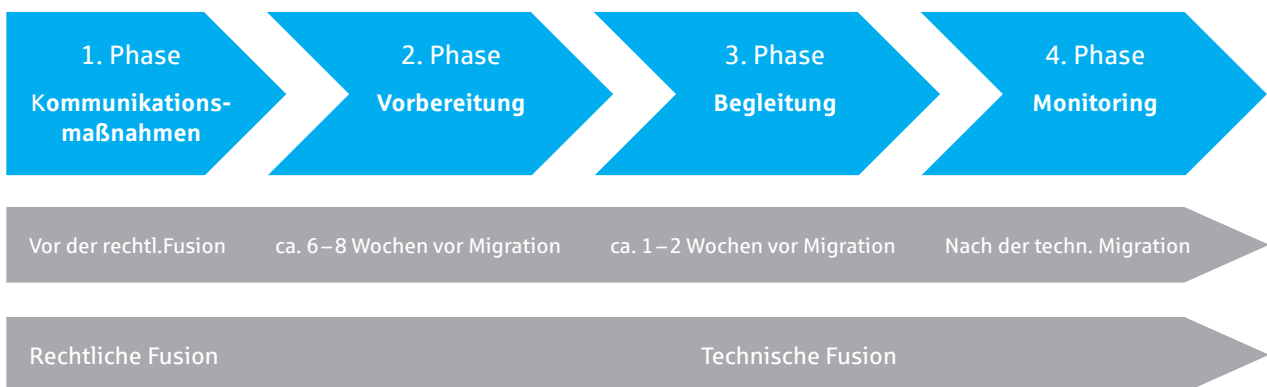 1. Phase
Kommunikations-
maßnahmen
2. Phase
Vorbereitung
3. Phase
Begleitung
4. Phase
Monitoring
Vor der rechtl.Fusion
ca. 6–8 Wochen vor Migration
ca. 1–2 Wochen vor Migration
Nach der techn. Migration
Rechtliche Fusion
Technische Fusion